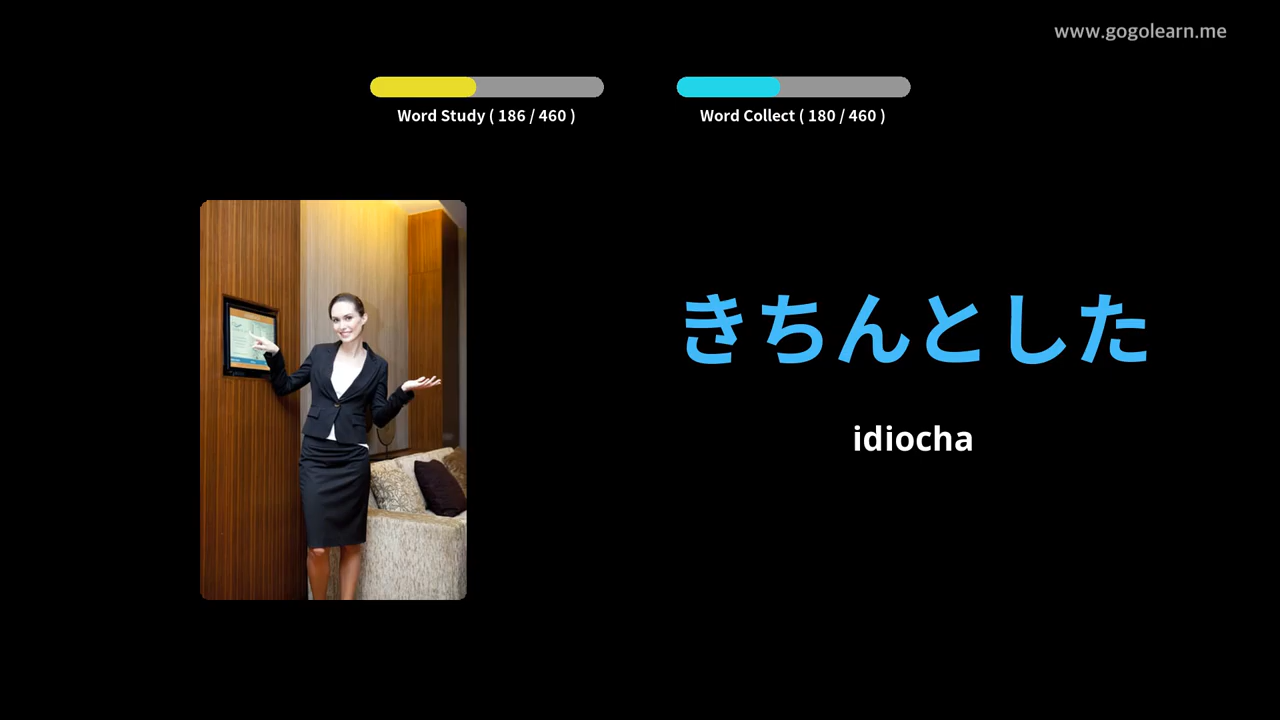 www.gogolearn.me
Word Study ( 186 / 460 )
Word Collect ( 180 / 460 )
きちんとした
idiocha